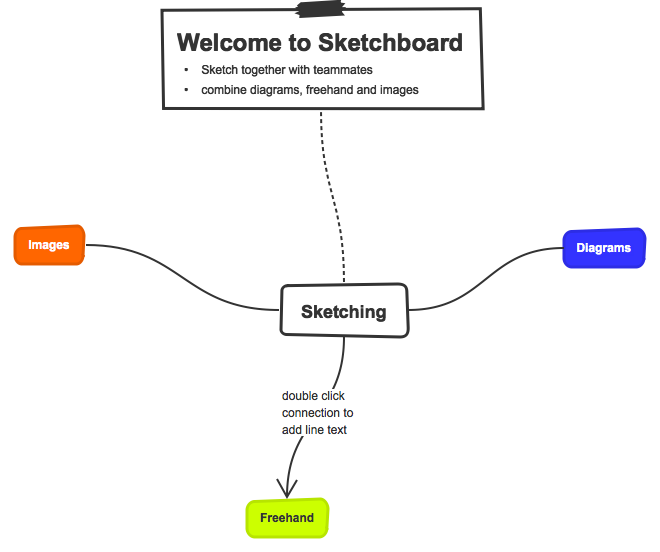 Welcome to Sketchboard
▪ Sketch together with teammates
▪ combine diagrams, freehand and images
Images
Diagrams
Sketching
double click
connection to
add line text
Freehand